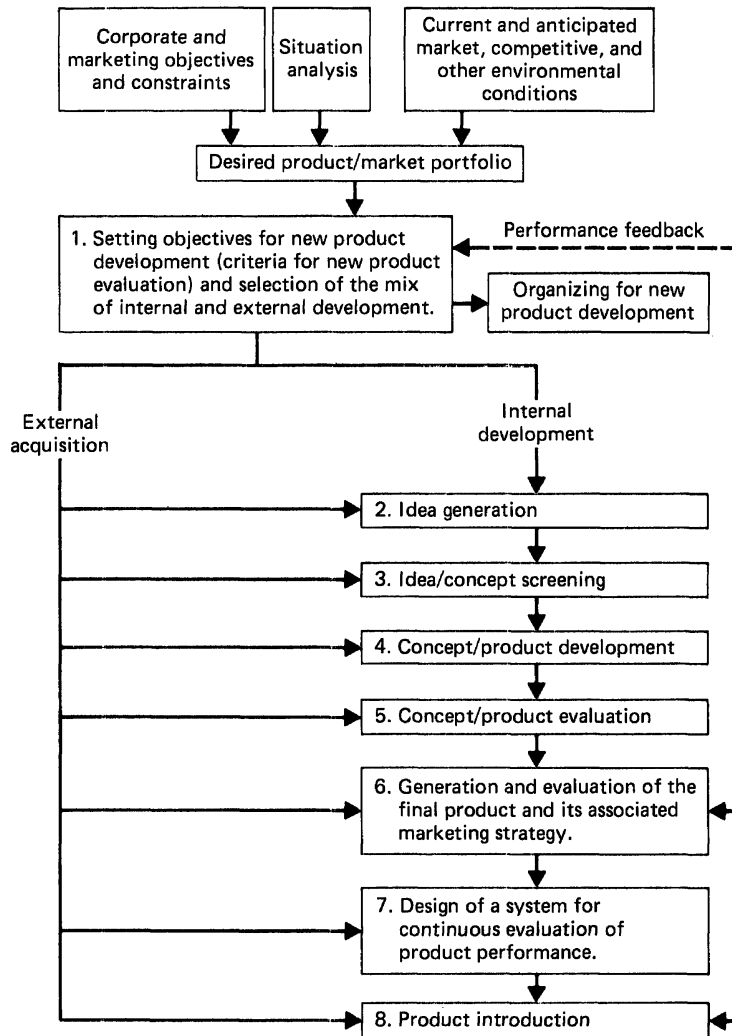 Corporate and
marketing objectives
and constraints
Situation
analysis
Current and anticipated
market, competitive, and
other environmental
conditions
Desired product/market portfolio
1. Setting objectives for new product
development (criteria for new product
evaluation) and selection of the mix
of internal and external development.
Performance feedback
Organizing for new
product development
External
acquisition
Internal
development
2. Idea generation
3. Idea/concept screening
4. Concept/product development
5. Concept/product evaluation
6. Generation and evaluation of the
final product and its associated
marketing strategy.
7. Design of a system for
continuous evaluation of
product performance.
8. Product introduction